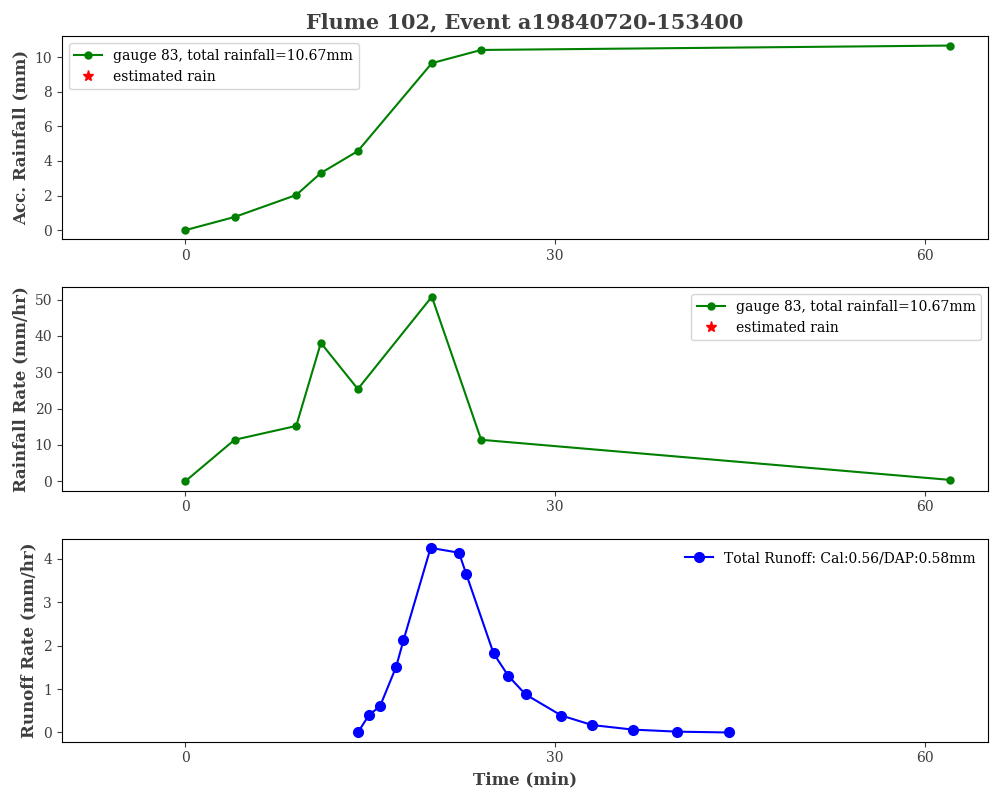 Flume 102, Event a19840720-153400
Acc. Rainfall (mm)
10
8
6
4
2
0
gauge 83, total rainfall=10.67mm
estimated rain
0 30 60
Rainfall Rate (mm/hr)
50
40
30
20
10
0
gauge 83, total rainfall=10.67mm
estimated rain
0 30 60
Runoff Rate (mm/hr)
4
3
2
1
0
Total Runoff: Cal:0.56/DAP:0.58mm
0 30 60
Time (min)